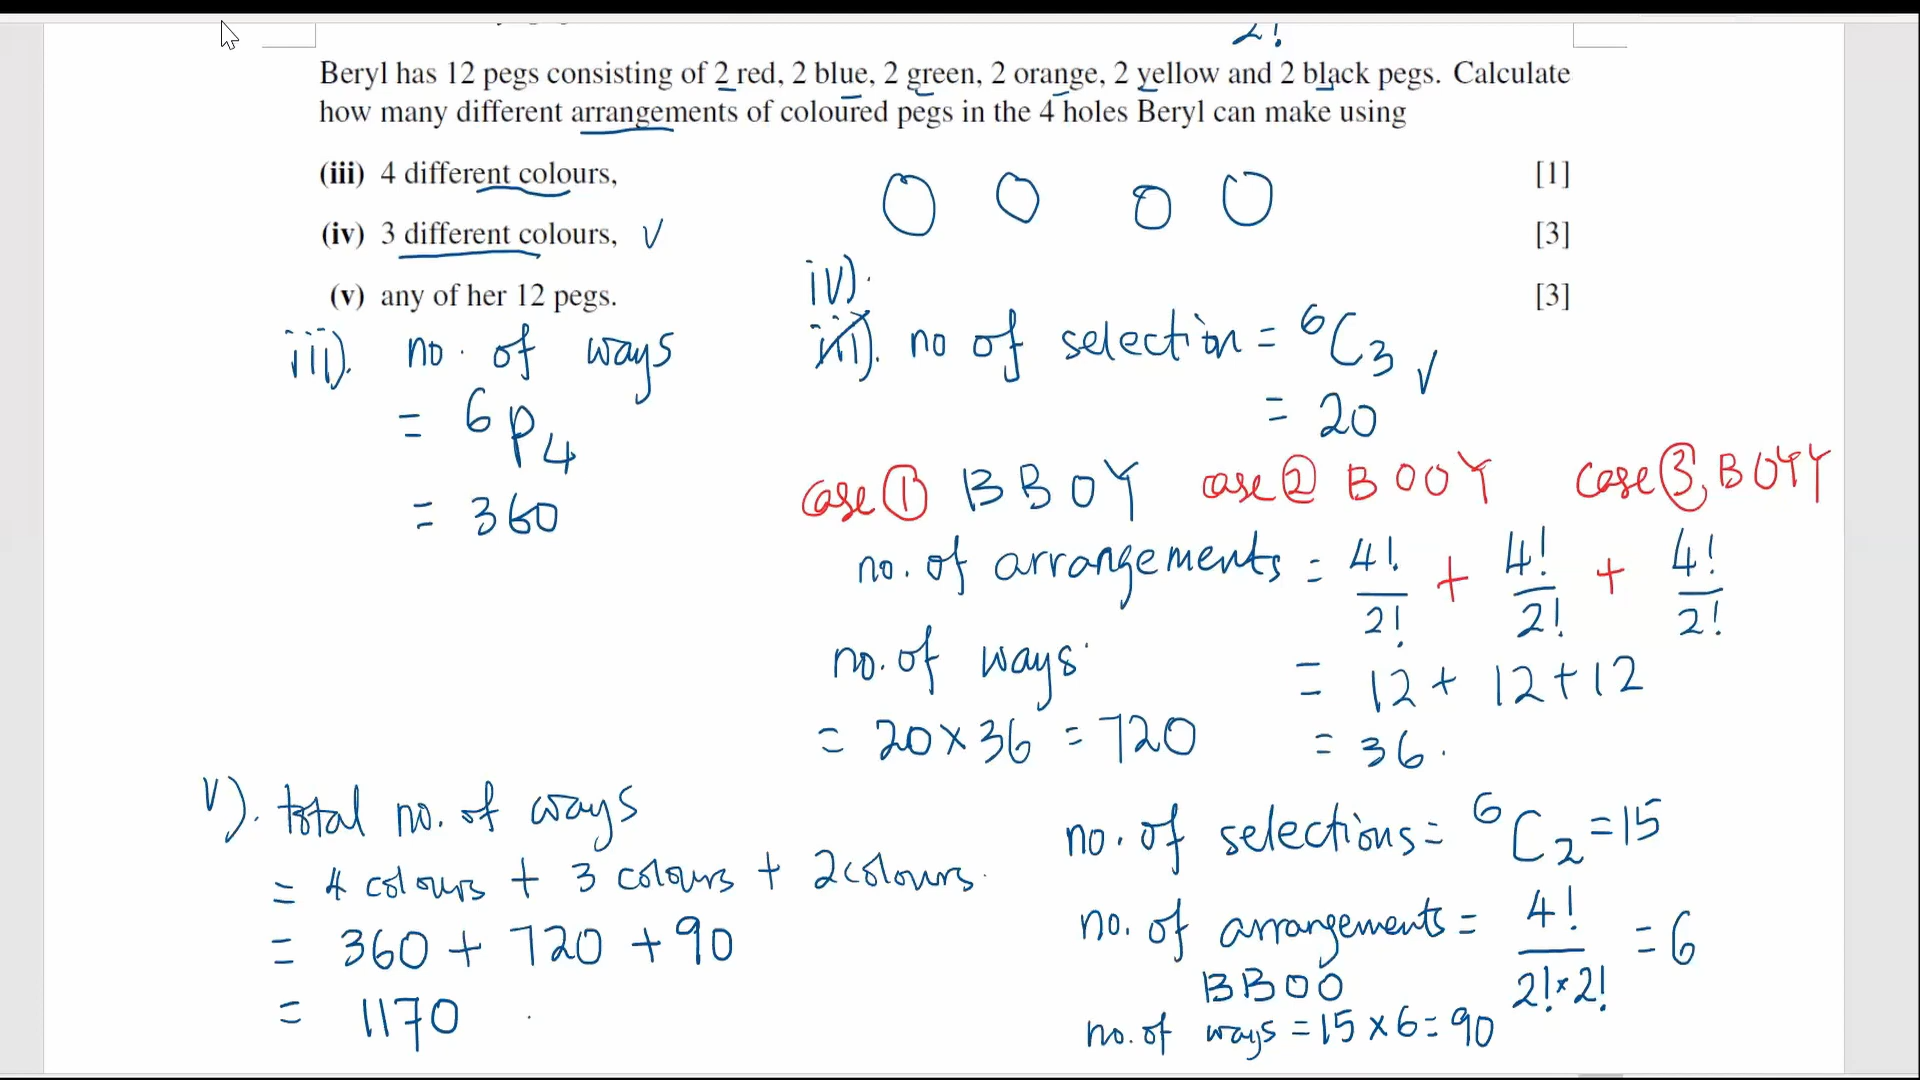 2!
Beryl has 12 pegs consisting of 2 red, 2 blue, 2 green, 2 orange, 2 yellow and 2 black pegs. Calculate
how many different arrangements of coloured pegs in the 4 holes Beryl can make using
(iii) 4 different colours, [1]
(iv) 3 different colours, ✓ [3]
(v) any of her 12 pegs. [3]
iii). no. of ways
= 6P4
= 360
iv).
iii). no of selection = 6C3 ✓
= 20
case ① BBOY case ② BOOY case ③, BOYY
no. of arrangements = 4!/2! + 4!/2! + 4!/2!
= 12 + 12 + 12
= 36.
no. of ways
= 20 × 36 = 720
v). total no. of ways
= 4 colours + 3 colours + 2 colours.
= 360 + 720 + 90
= 1170
no. of selections = 6C2 = 15
no. of arrangements = 4!/2!×2! = 6
BBOO
no. of ways = 15 × 6 = 90